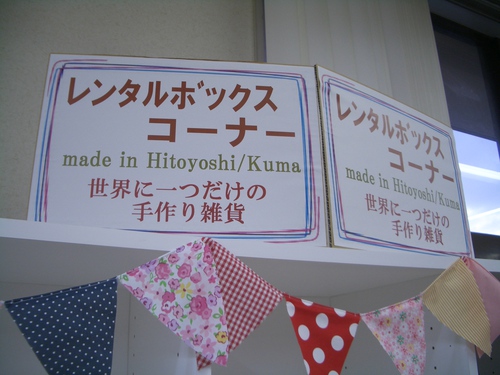 レンタルボックス
コーナー
made in Hitoyoshi/Kuma
世界に一つだけの
手作り雑貨
レンタルボックス
コーナー
made in Hitoyoshi/Kuma
世界に一つだけの
手作り雑貨